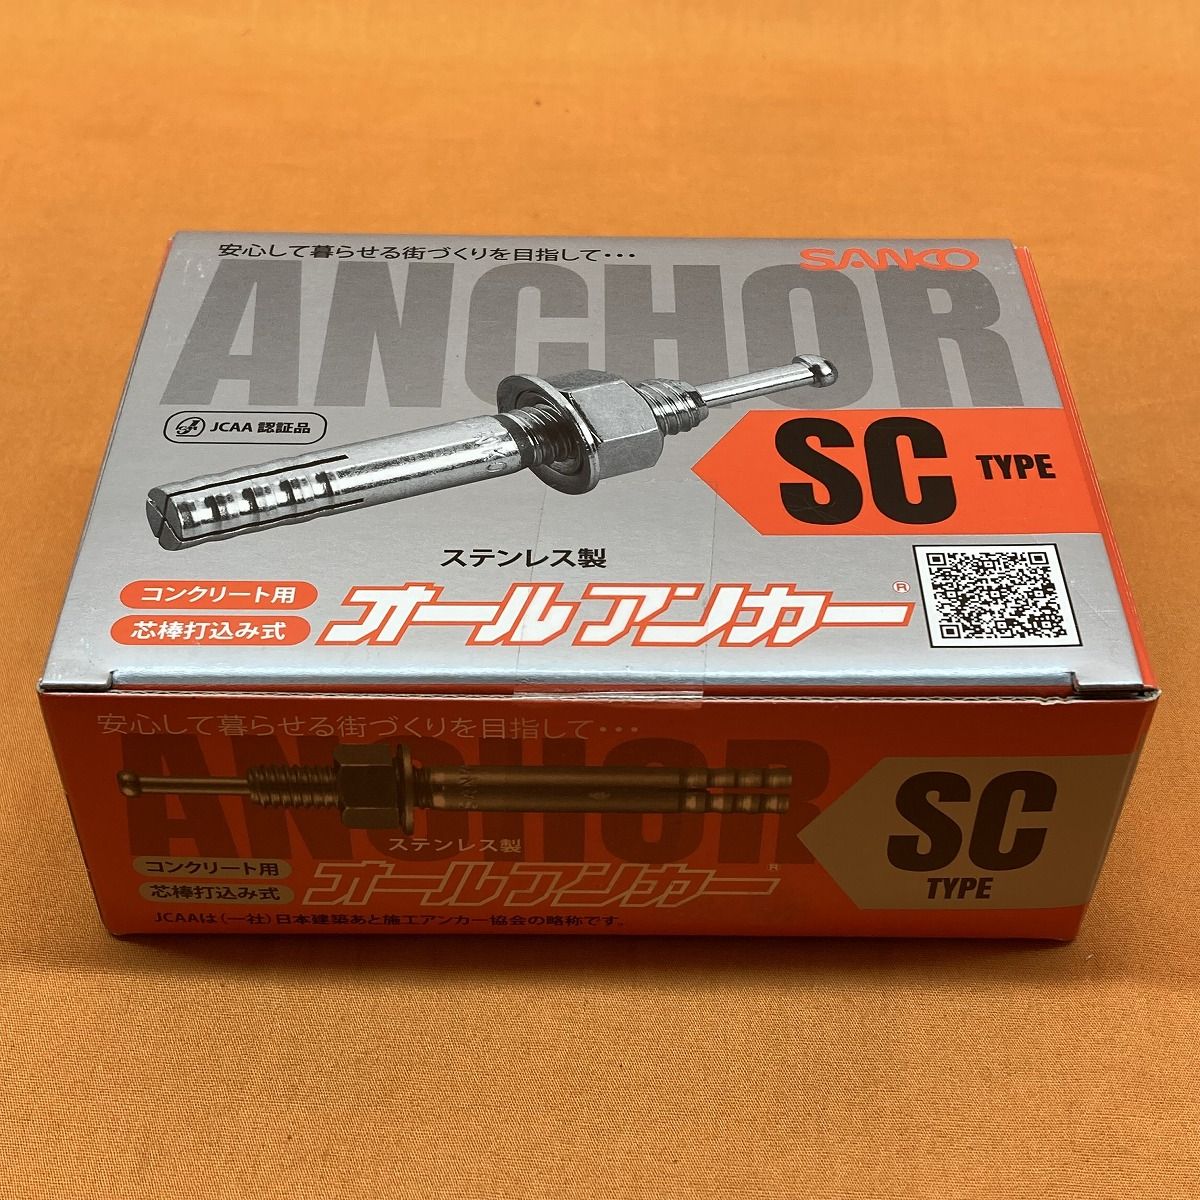 安心して暮らせる街づくりを目指して・・・
SANKO
ANCHOR
JCAA 認証品
SC TYPE
ステンレス製
コンクリート用
芯棒打込み式
オールアンカー®
安心して暮らせる街づくりを目指して・・・
ANCHOR
SC
TYPE
ステンレス製
コンクリート用
芯棒打込み式
オールアンカー®
JCAAは(一社)日本建築あと施工アンカー協会の略称です。